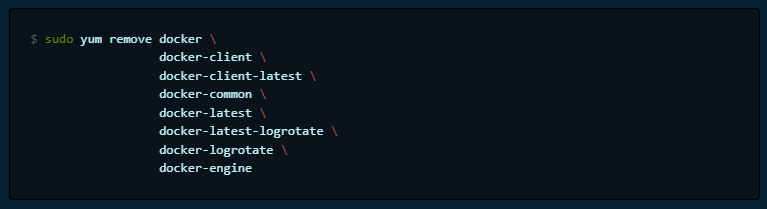 $ sudo yum remove docker \
docker-client \
docker-client-latest \
docker-common \
docker-latest \
docker-latest-logrotate \
docker-logrotate \
docker-engine